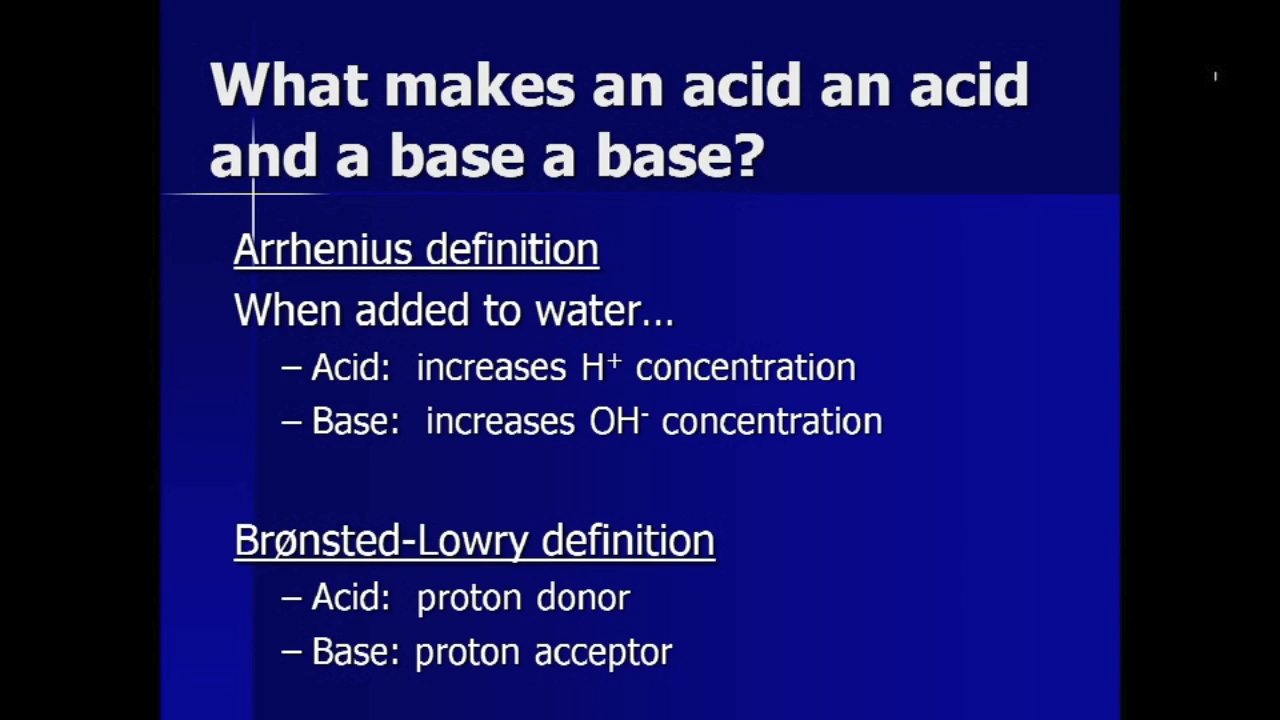 What makes an acid an acid
and a base a base?
Arrhenius definition
When added to water…
– Acid: increases H⁺ concentration
– Base: increases OH⁻ concentration
Brønsted-Lowry definition
– Acid: proton donor
– Base: proton acceptor